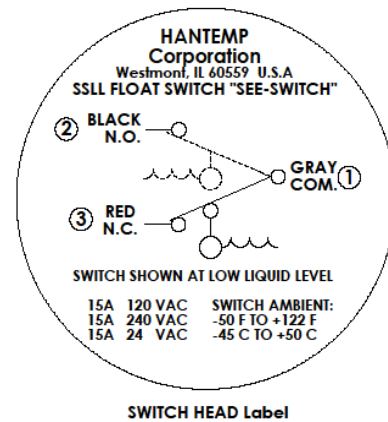 HANTEMP
Corporation
Westmont, IL 60559 U.S.A
SSLL FLOAT SWITCH "SEE-SWITCH"
2 BLACK
N.O.
GRAY
COM. 1
3 RED
N.C.
SWITCH SHOWN AT LOW LIQUID LEVEL
15A 120 VAC SWITCH AMBIENT:
15A 240 VAC -50 F TO +122 F
15A 24 VAC -45 C TO +50 C
SWITCH HEAD Label